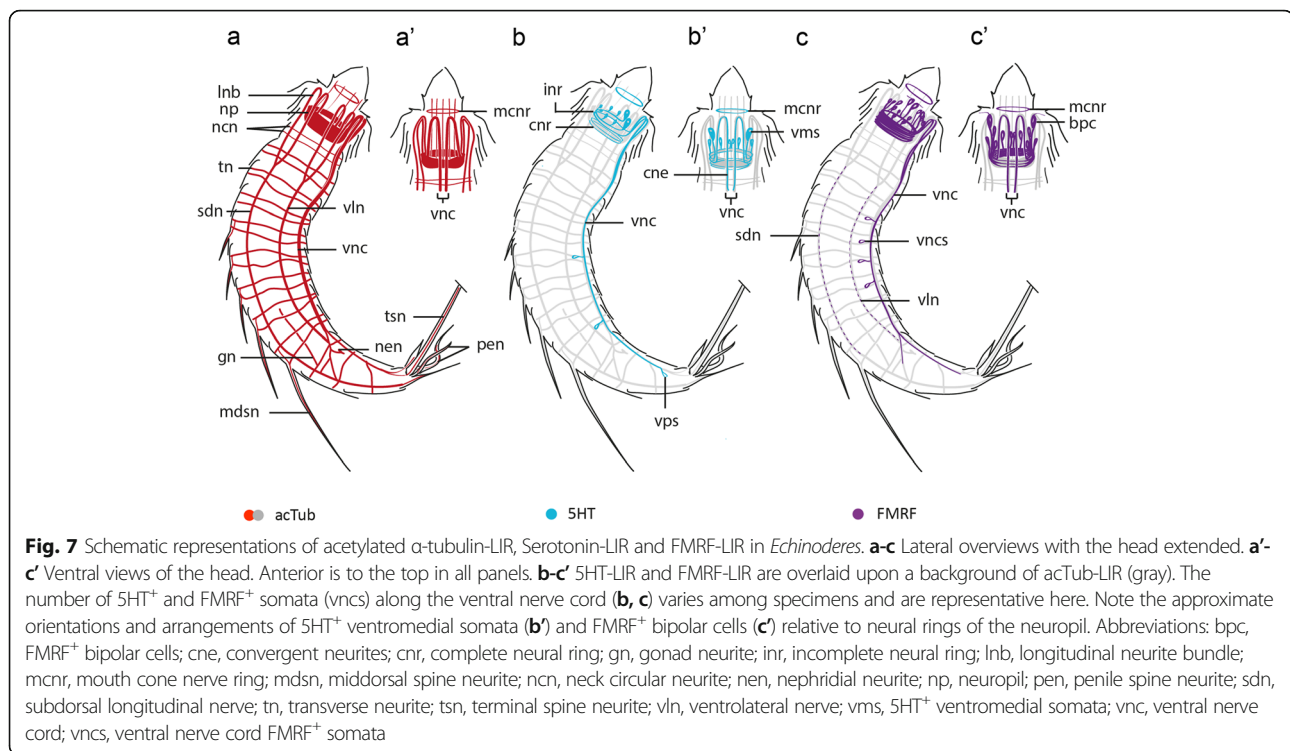 a a' b b' c c'
lnb
np
ncn
tn
sdn
gn
mdsn
vln
vnc
tsn
nen
pen
mcnr
vnc
inr
cnr
vnc
vps
mcnr
vms
cne
vnc
sdn
vnc
vncs
vln
mcnr
bpc
vnc
acTub 5HT FMRF
Fig. 7 Schematic representations of acetylated α-tubulin-LIR, Serotonin-LIR and FMRF-LIR in Echinoderes. a-c Lateral overviews with the head extended. a'-
c' Ventral views of the head. Anterior is to the top in all panels. b-c' 5HT-LIR and FMRF-LIR are overlaid upon a background of acTub-LIR (gray). The
number of 5HT⁺ and FMRF⁺ somata (vncs) along the ventral nerve cord (b, c) varies among specimens and are representative here. Note the approximate
orientations and arrangements of 5HT⁺ ventromedial somata (b') and FMRF⁺ bipolar cells (c') relative to neural rings of the neuropil. Abbreviations: bpc,
FMRF⁺ bipolar cells; cne, convergent neurites; cnr, complete neural ring; gn, gonad neurite; inr, incomplete neural ring; lnb, longitudinal neurite bundle;
mcnr, mouth cone nerve ring; mdsn, middorsal spine neurite; ncn, neck circular neurite; nen, nephridial neurite; np, neuropil; pen, penile spine neurite; sdn,
subdorsal longitudinal nerve; tn, transverse neurite; tsn, terminal spine neurite; vln, ventrolateral nerve; vms, 5HT⁺ ventromedial somata; vnc, ventral nerve
cord; vncs, ventral nerve cord FMRF⁺ somata